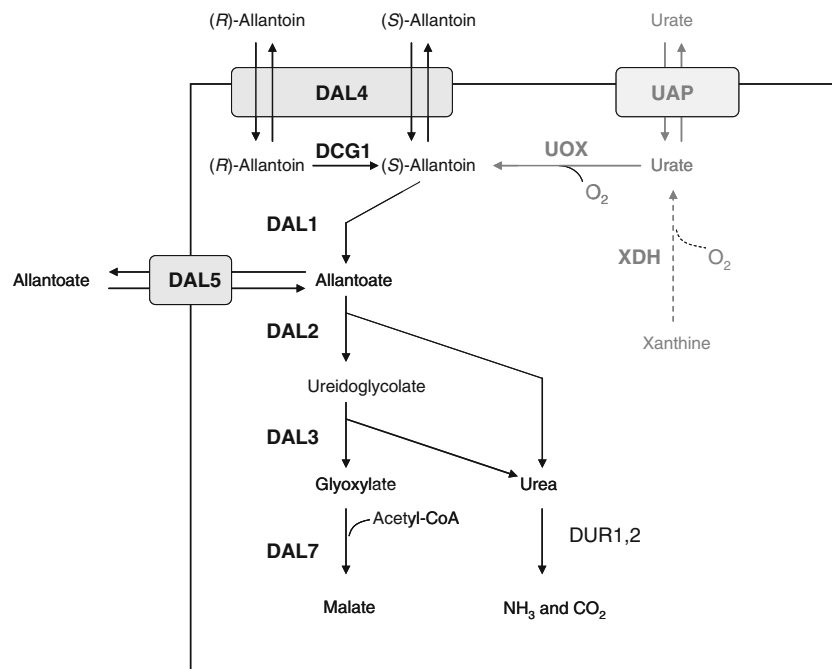 (R)-Allantoin (S)-Allantoin Urate
DAL4 UAP
(R)-Allantoin DCG1 (S)-Allantoin UOX Urate
O₂
DAL1
XDH O₂
Allantoate DAL5 Allantoate
DAL2
Xanthine
Ureidoglycolate
DAL3
Glyoxylate Urea
Acetyl-CoA
DAL7 DUR1,2
Malate NH₃ and CO₂